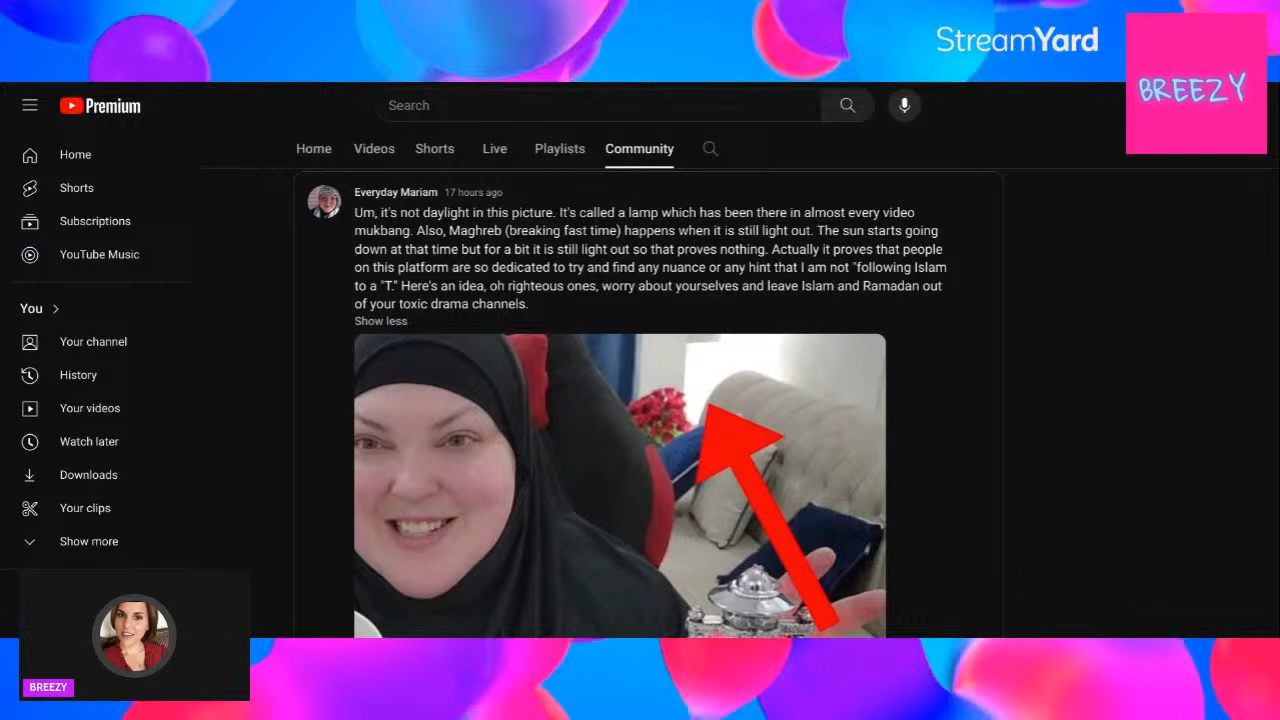 StreamYard
BREEZY
Premium
Search
Home
Videos
Shorts
Live
Playlists
Community
Home
Shorts
Subscriptions
YouTube Music
You
Your channel
History
Your videos
Watch later
Downloads
Your clips
Show more
Everyday Mariam 17 hours ago
Um, it's not daylight in this picture. It's called a lamp which has been there in almost every video
mukbang. Also, Maghreb (breaking fast time) happens when it is still light out. The sun starts going
down at that time but for a bit it is still light out so that proves nothing. Actually it proves that people
on this platform are so dedicated to try and find any nuance or any hint that I am not "following Islam
to a "T." Here's an idea, oh righteous ones, worry about yourselves and leave Islam and Ramadan out
of your toxic drama channels.
Show less
BREEZY